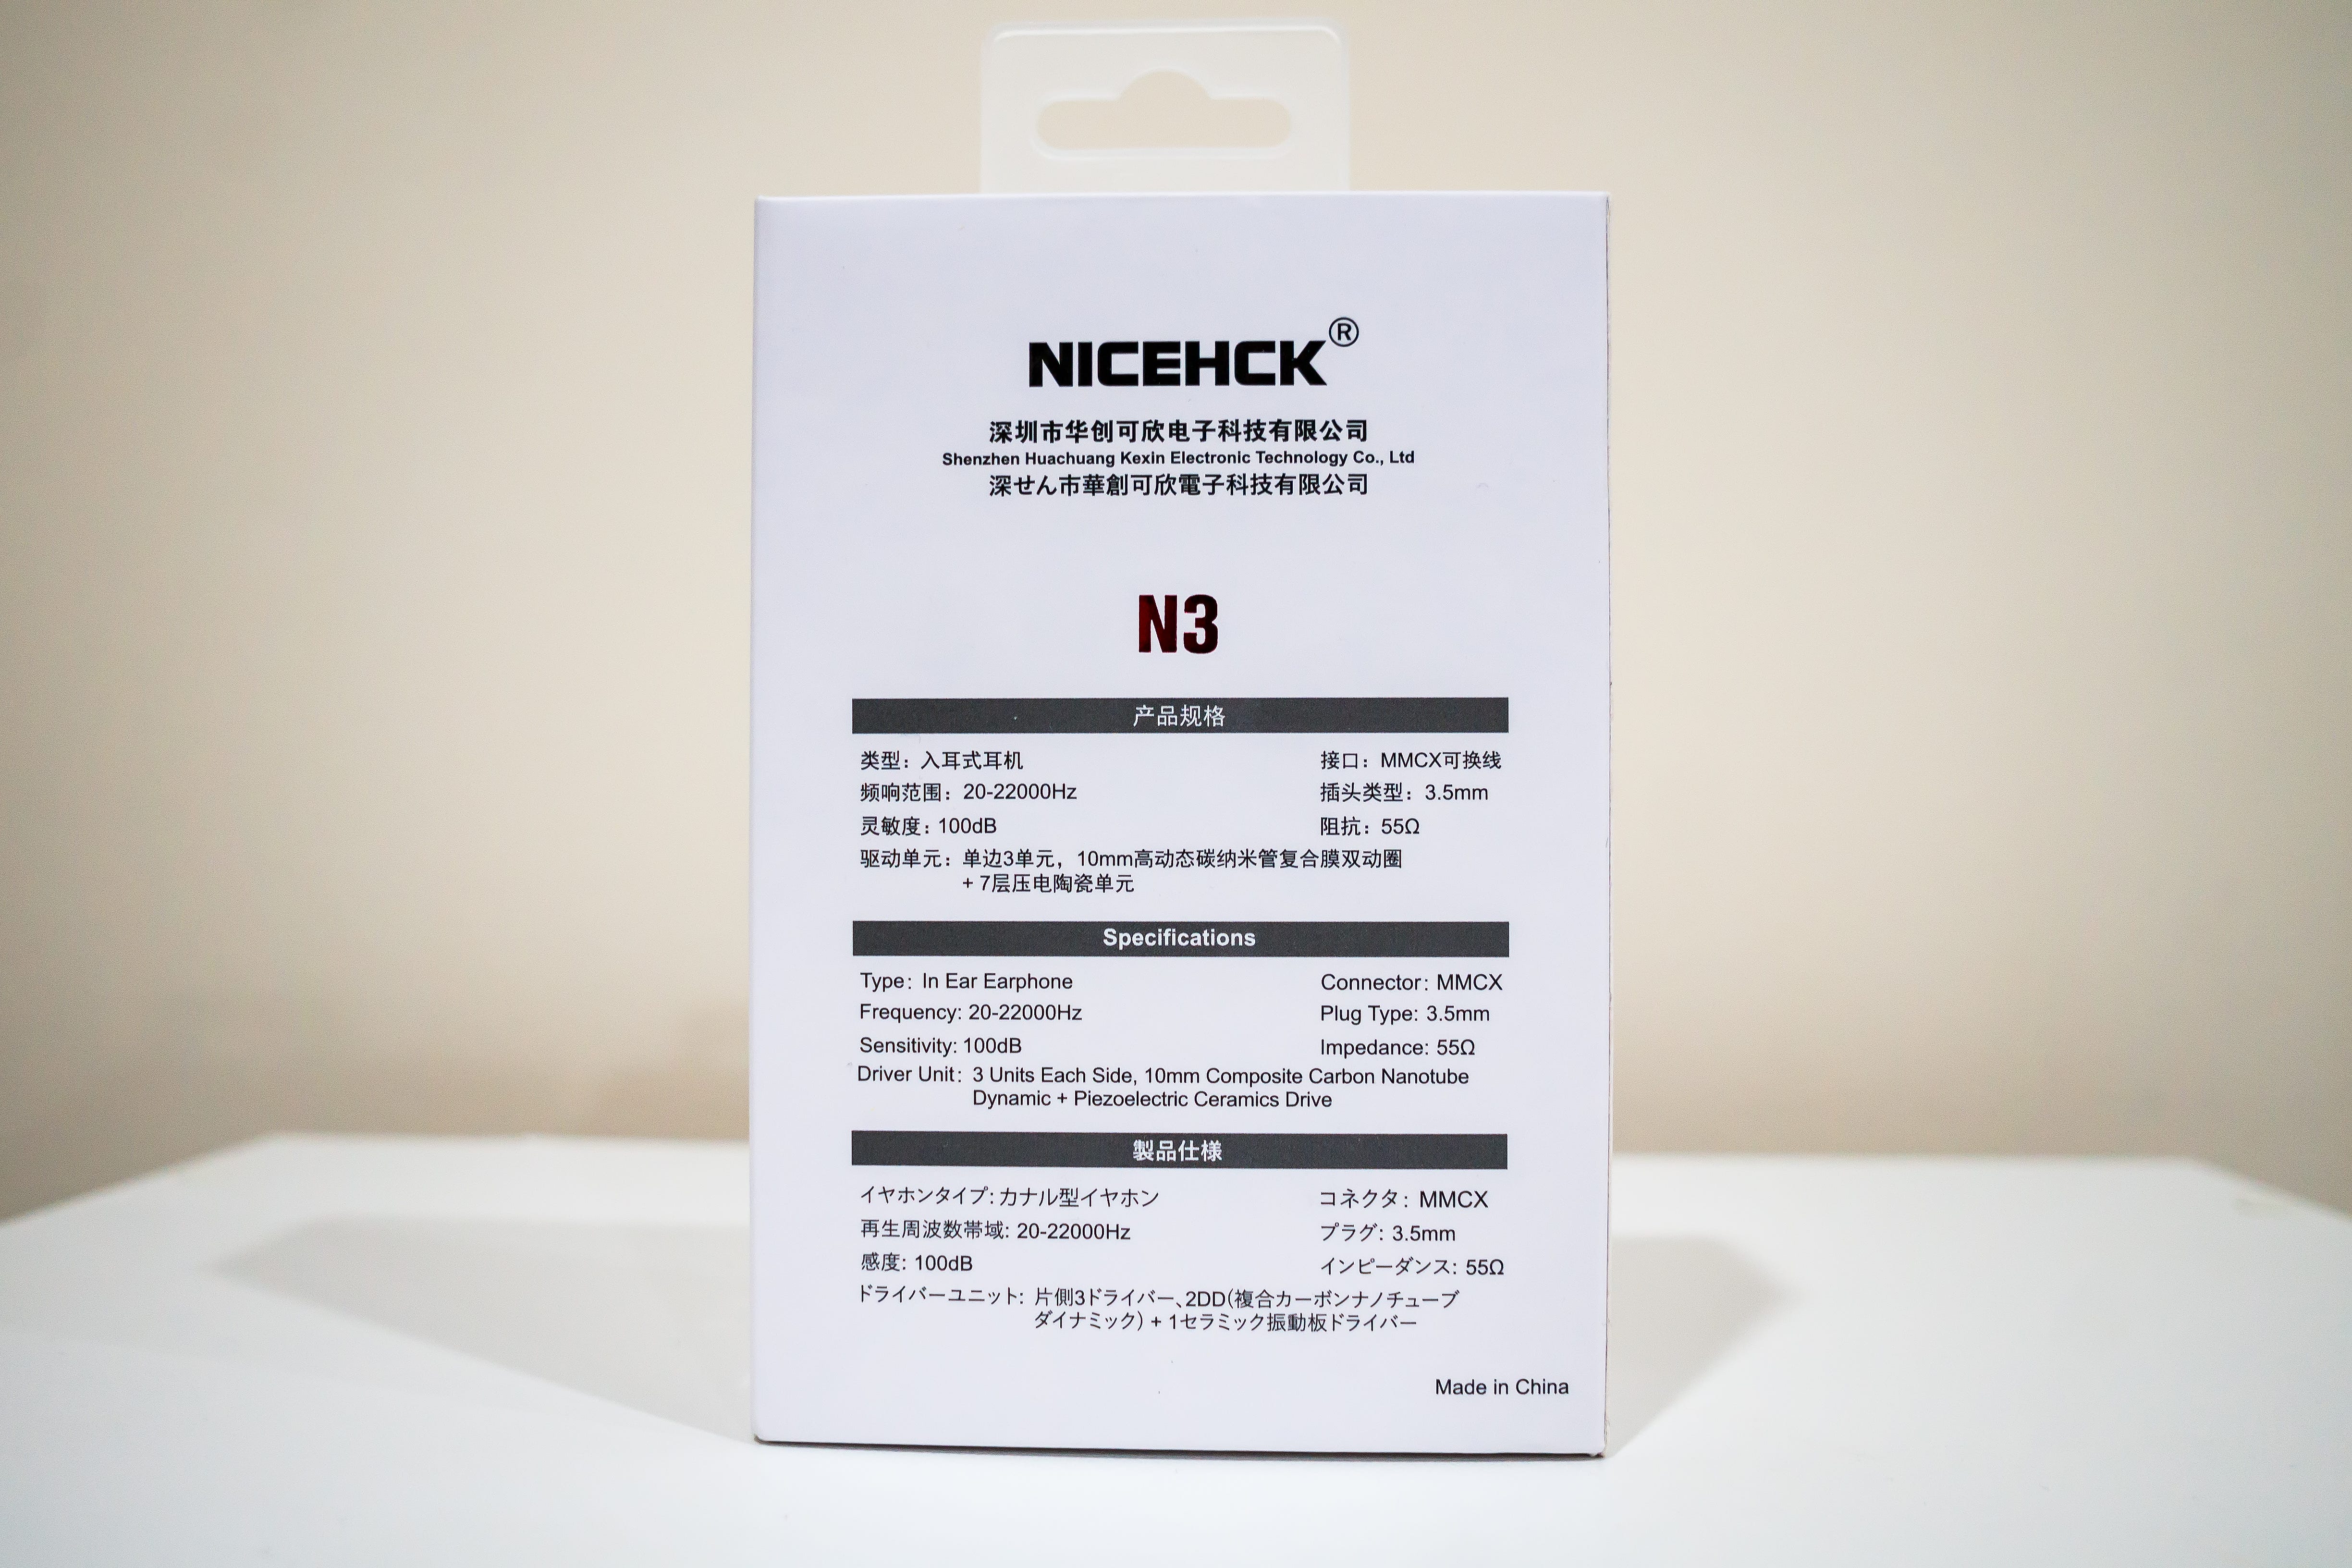 NICEHCK®
深圳市华创可欣电子科技有限公司
Shenzhen Huachuang Kexin Electronic Technology Co., Ltd
深せん市華創可欣電子科技有限公司
N3
产品规格
类型：入耳式耳机 接口：MMCX可换线
频响范围：20-22000Hz 插头类型：3.5mm
灵敏度：100dB 阻抗：55Ω
驱动单元：单边3单元，10mm高动态碳纳米管复合膜双动圈
+ 7层压电陶瓷单元
Specifications
Type: In Ear Earphone Connector: MMCX
Frequency: 20-22000Hz Plug Type: 3.5mm
Sensitivity: 100dB Impedance: 55Ω
Driver Unit: 3 Units Each Side, 10mm Composite Carbon Nanotube
Dynamic + Piezoelectric Ceramics Drive
製品仕様
イヤホンタイプ: カナル型イヤホン コネクタ: MMCX
再生周波数帯域: 20-22000Hz プラグ: 3.5mm
感度: 100dB インピーダンス: 55Ω
ドライバーユニット: 片側3ドライバー、2DD(複合カーボンナノチューブ
ダイナミック) + 1セラミック振動板ドライバー
Made in China